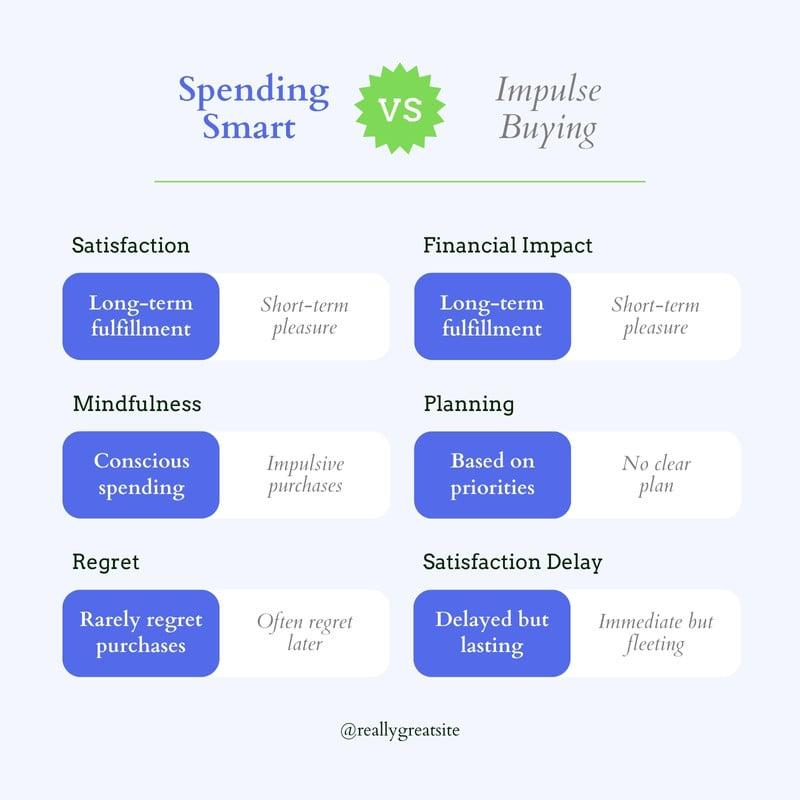 Spending
Smart
VS
Impulse
Buying
Satisfaction
Long-term
fulfillment
Short-term
pleasure
Financial Impact
Long-term
fulfillment
Short-term
pleasure
Mindfulness
Conscious
spending
Impulsive
purchases
Planning
Based on
priorities
No clear
plan
Regret
Rarely regret
purchases
Often regret
later
Satisfaction Delay
Delayed but
lasting
Immediate but
fleeting
@reallygreatsite